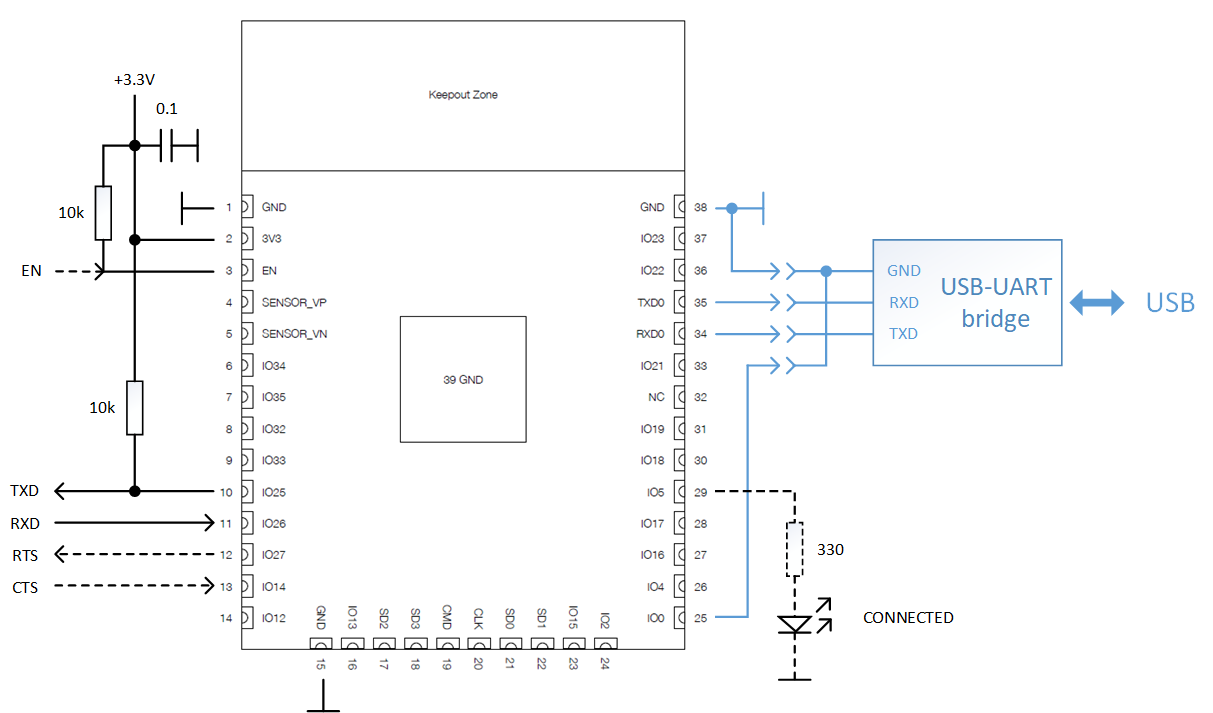 Keepout Zone
+3.3V
0.1
10k
EN
10k
TXD
RXD
RTS
CTS
1 GND
2 3V3
3 EN
4 SENSOR_VP
5 SENSOR_VN
6 IO34
7 IO35
8 IO32
9 IO33
10 IO25
11 IO26
12 IO27
13 IO14
14 IO12
39 GND
GND 38
IO23 37
IO22 36
TXD0 35
RXD0 34
IO21 33
NC 32
IO19 31
IO18 30
IO5 29
IO17 28
IO16 27
IO4 26
IO0 25
GND 15
IO13 16
SD2 17
SD3 18
CMD 19
CLK 20
SD0 21
SD1 22
IO15 23
IO2 24
GND
RXD
TXD
USB-UART
bridge
USB
330
CONNECTED